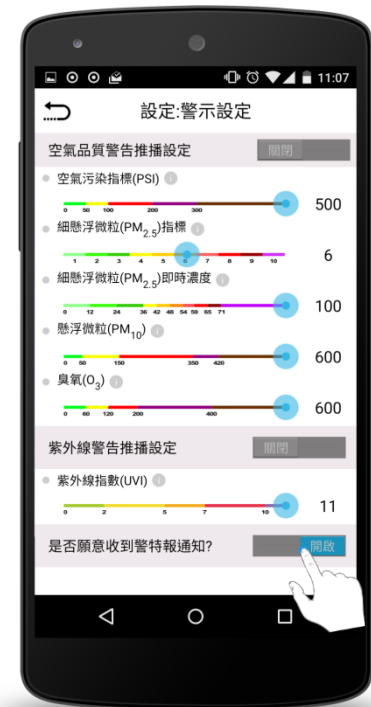 11:07
設定:警示設定
空氣品質警告推播設定 關閉
空氣污染指標(PSI) i
500
0 50 100 200 300
細懸浮微粒(PM2.5)指標 i
6
1 2 3 4 5 6 7 8 9 10
細懸浮微粒(PM2.5)即時濃度 i
100
0 12 24 36 42 48 54 59 65 71
懸浮微粒(PM10) i
600
0 50 150 350 420
臭氧(O3) i
600
0 60 120 200 400
紫外線警告推播設定 關閉
紫外線指數(UVI) i
11
0 2 5 7 10
是否願意收到警特報通知? 開啟